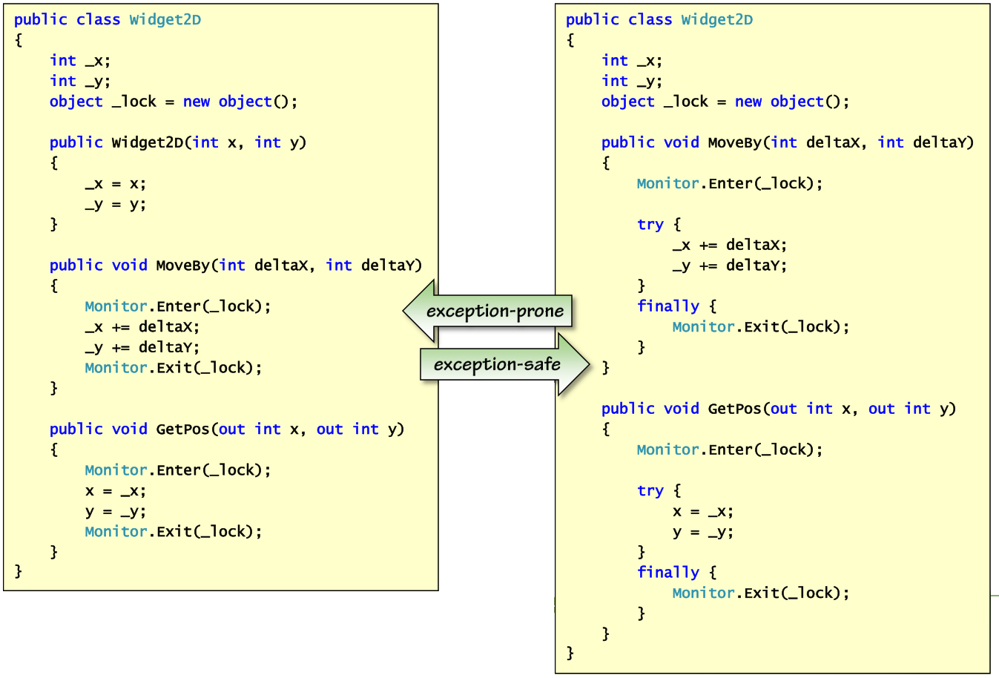 public class Widget2D
{
    int _x;
    int _y;
    object _lock = new object();

    public Widget2D(int x, int y)
    {
        _x = x;
        _y = y;
    }

    public void MoveBy(int deltaX, int deltaY)
    {
        Monitor.Enter(_lock);
        _x += deltaX;
        _y += deltaY;
        Monitor.Exit(_lock);
    }

    public void GetPos(out int x, out int y)
    {
        Monitor.Enter(_lock);
        x = _x;
        y = _y;
        Monitor.Exit(_lock);
    }
}
exception-prone
exception-safe
public class Widget2D
{
    int _x;
    int _y;
    object _lock = new object();

    public void MoveBy(int deltaX, int deltaY)
    {
        Monitor.Enter(_lock);

        try {
            _x += deltaX;
            _y += deltaY;
        }
        finally {
            Monitor.Exit(_lock);
        }
    }

    public void GetPos(out int x, out int y)
    {
        Monitor.Enter(_lock);

        try {
            x = _x;
            y = _y;
        }
        finally {
            Monitor.Exit(_lock);
        }
    }
}